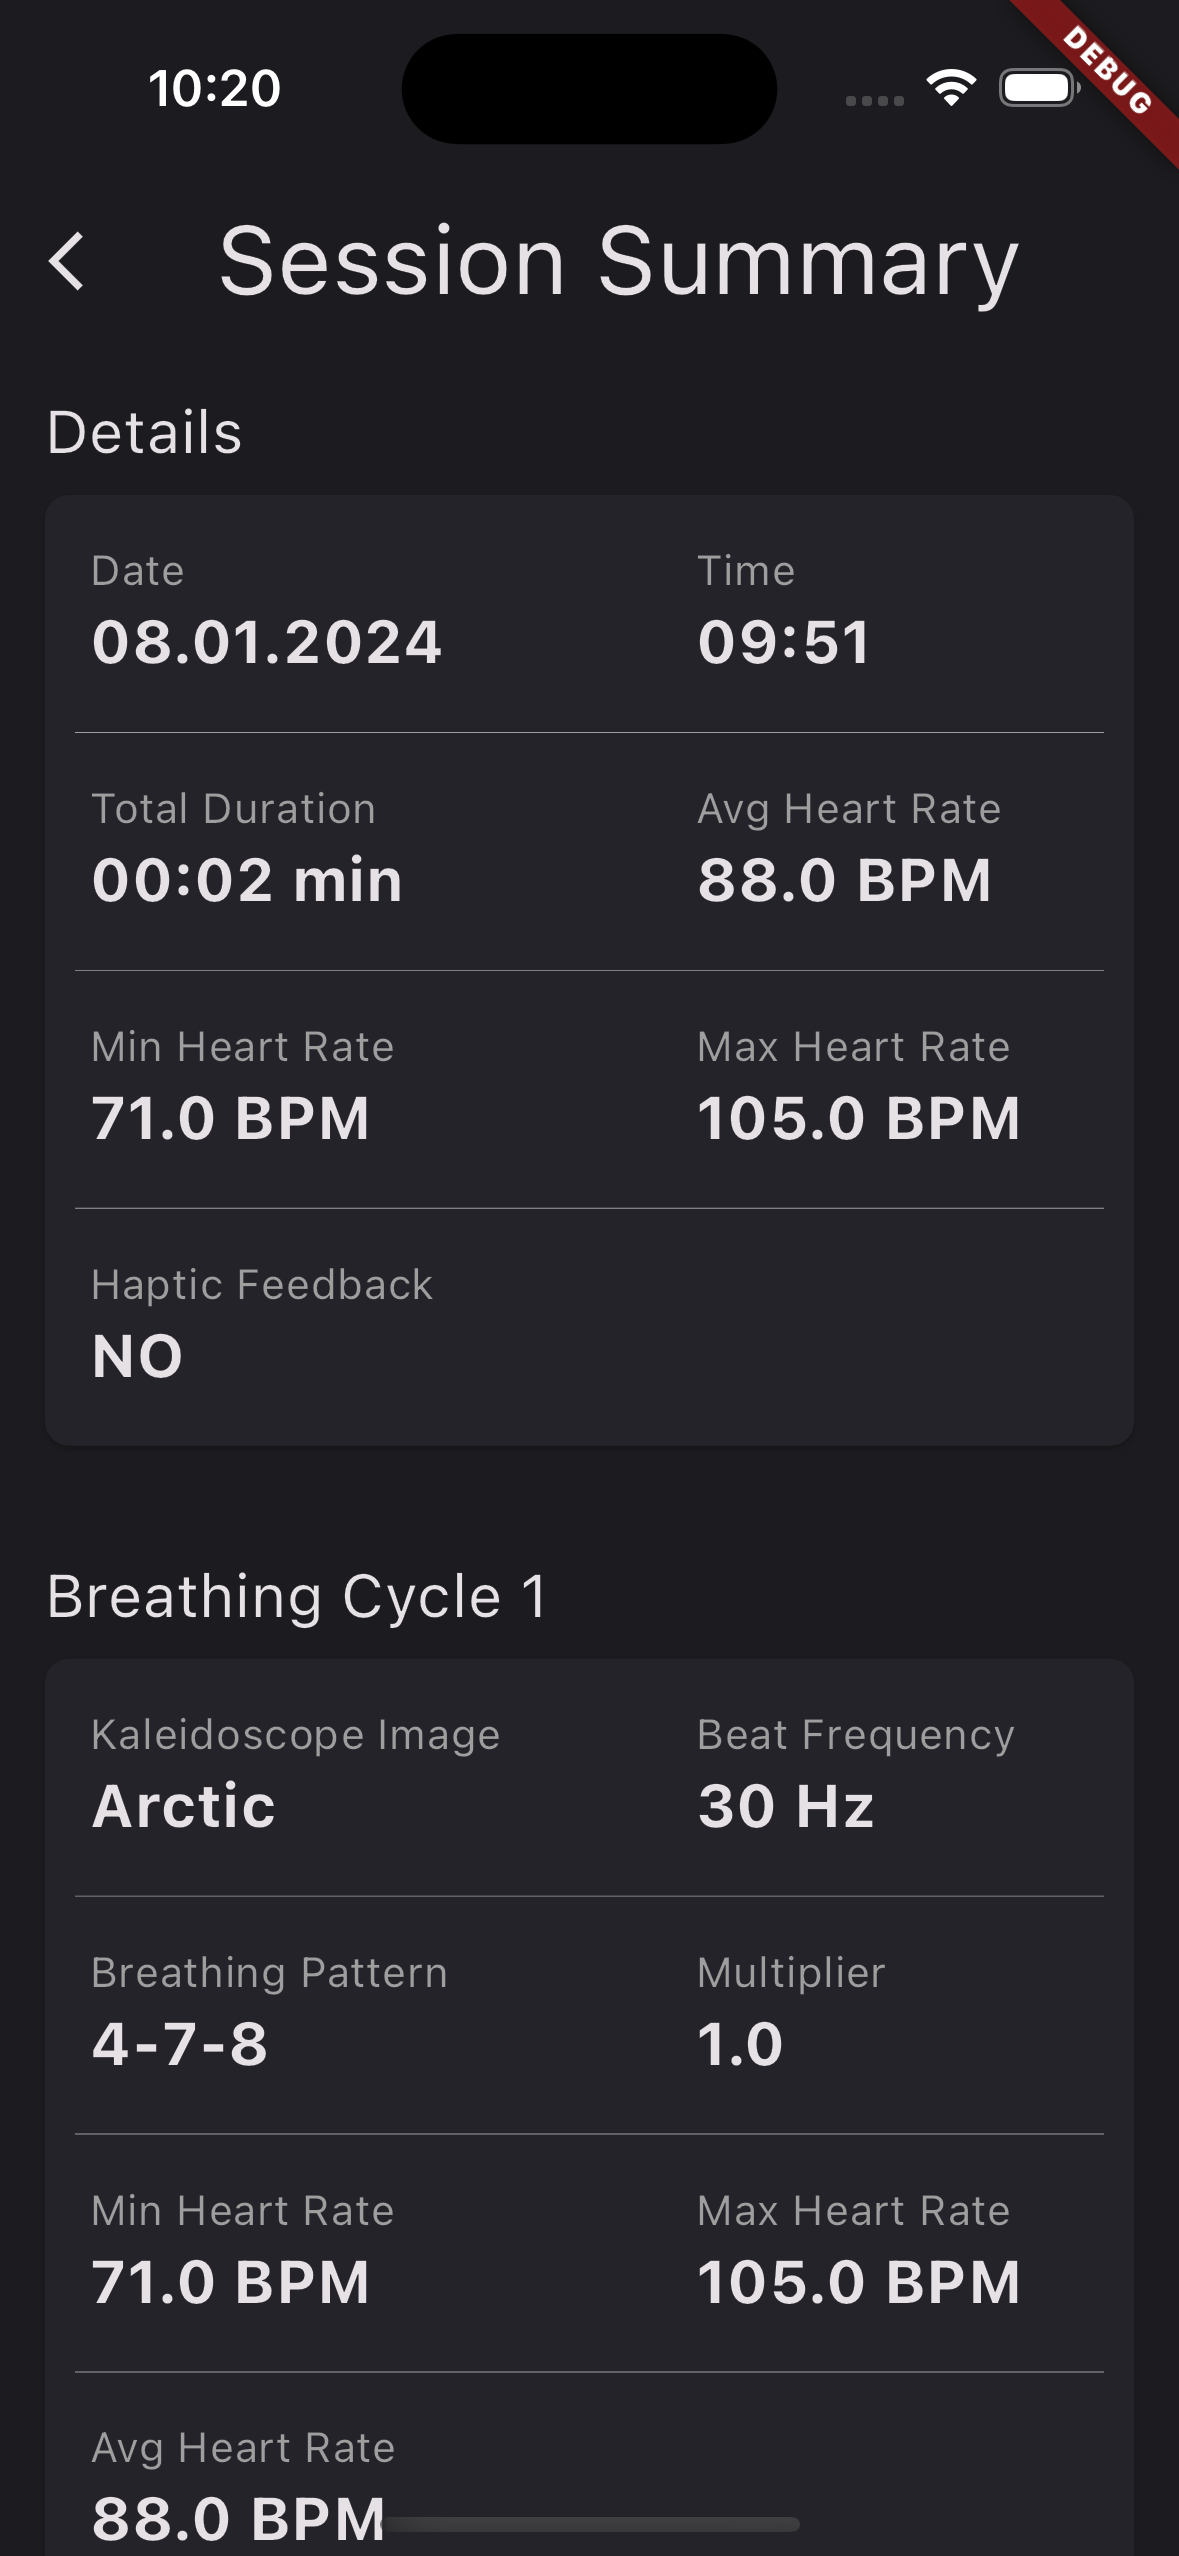 10:20
DEBUG
Session Summary
Details
Date Time
08.01.2024 09:51
Total Duration Avg Heart Rate
00:02 min 88.0 BPM
Min Heart Rate Max Heart Rate
71.0 BPM 105.0 BPM
Haptic Feedback
NO
Breathing Cycle 1
Kaleidoscope Image Beat Frequency
Arctic 30 Hz
Breathing Pattern Multiplier
4-7-8 1.0
Min Heart Rate Max Heart Rate
71.0 BPM 105.0 BPM
Avg Heart Rate
88.0 BPM